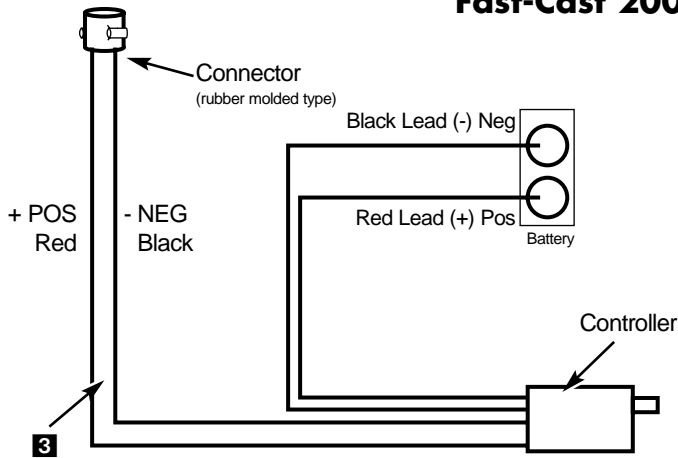 Fast-Cast 200
Connector
(rubber molded type)
Black Lead (-) Neg
+ POS
Red
- NEG
Black
Red Lead (+) Pos
Battery
Controller
3